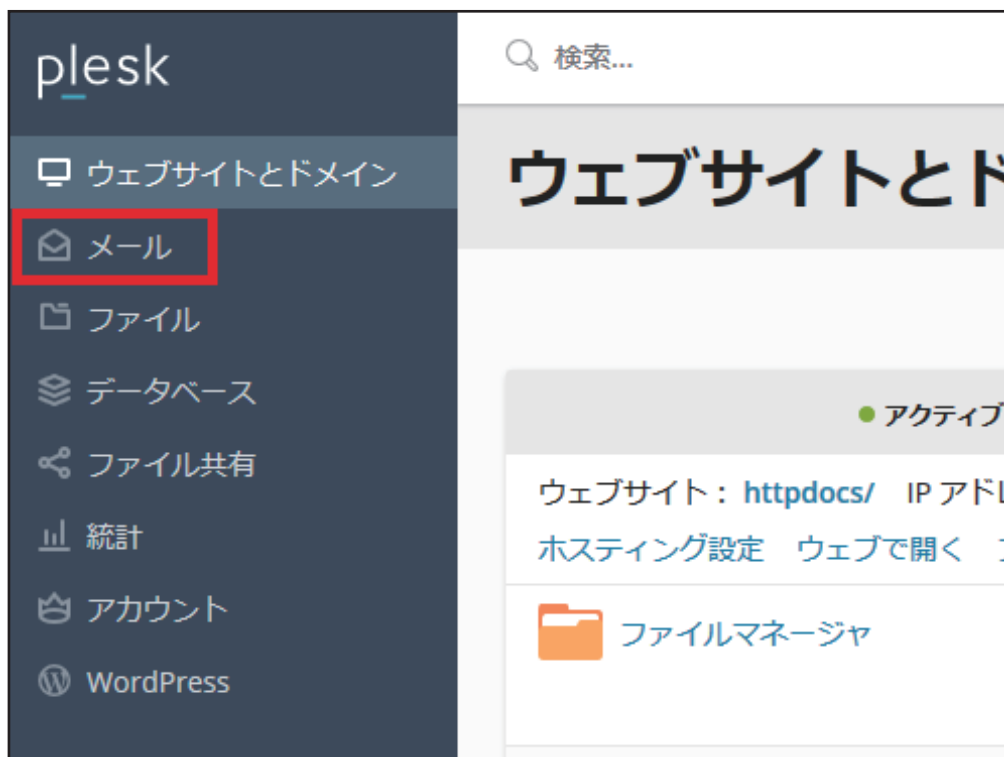 plesk
ウェブサイトとドメイン
メール
ファイル
データベース
ファイル共有
統計
アカウント
WordPress
検索...
ウェブサイトとド
アクティブ
ウェブサイト： httpdocs/ IP アドレ
ホスティング設定 ウェブで開く
ファイルマネージャ